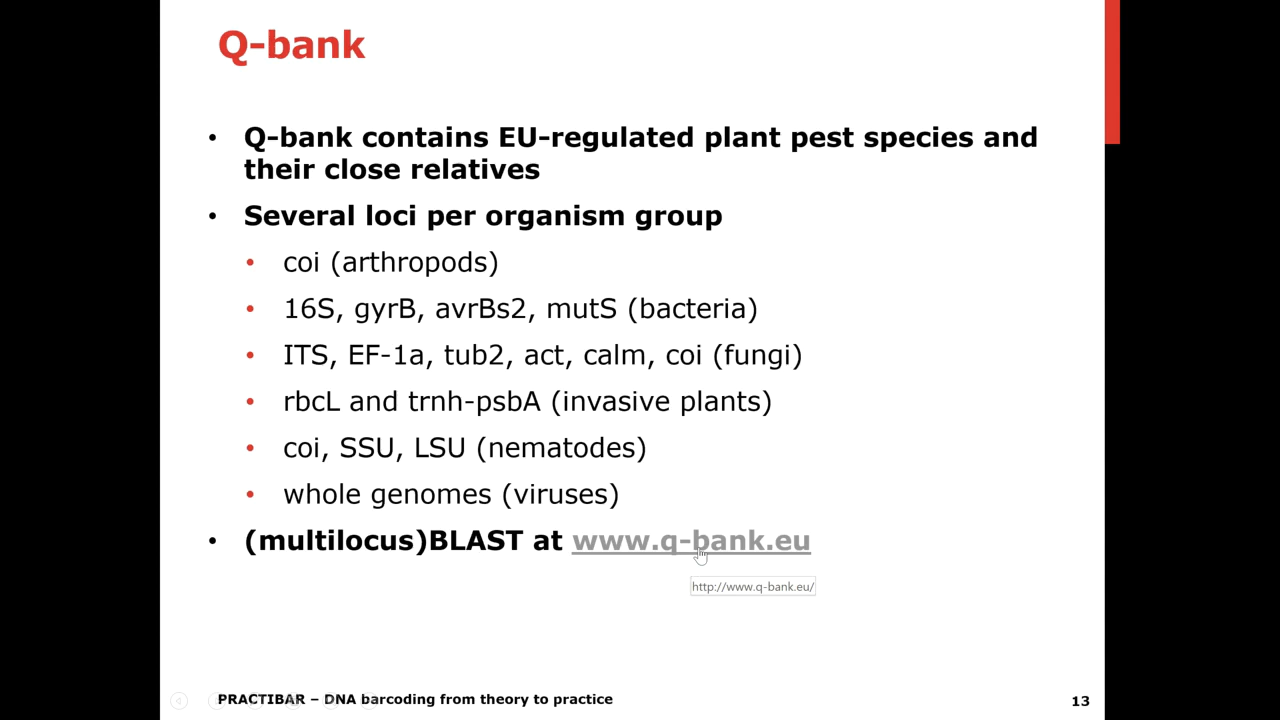 Q-bank
• Q-bank contains EU-regulated plant pest species and
their close relatives
• Several loci per organism group
• coi (arthropods)
• 16S, gyrB, avrBs2, mutS (bacteria)
• ITS, EF-1a, tub2, act, calm, coi (fungi)
• rbcL and trnh-psbA (invasive plants)
• coi, SSU, LSU (nematodes)
• whole genomes (viruses)
• (multilocus)BLAST at www.q-bank.eu
http://www.q-bank.eu/
PRACTIBAR – DNA barcoding from theory to practice
13